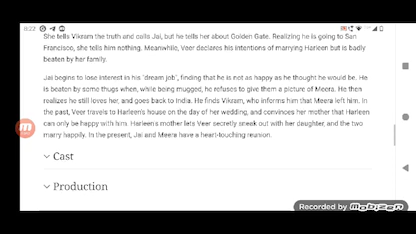 8:22
She tells Vikram the truth and calls Jai, but he tells her about Golden Gate. Realizing he is going to San
Francisco, she tells him nothing. Meanwhile, Veer declares his intentions of marrying Harleen but is badly
beaten by her family.
Jai begins to lose interest in his "dream job", finding that he is not as happy as he thought he would be. He
is beaten by some thugs when, while being mugged, he refuses to give them a picture of Meera. He then
realizes he still loves her, and goes back to India. He finds Vikram, who informs him that Meera left him. In
the past, Veer travels to Harleen's house on the day of her wedding, and convinces her mother that Harleen
can only be happy with him. Harleen's mother lets Veer secretly sneak out with her daughter, and the two
marry happily. In the present, Jai and Meera have a heart-touching reunion.
Cast
Production
Recorded by Mobizen